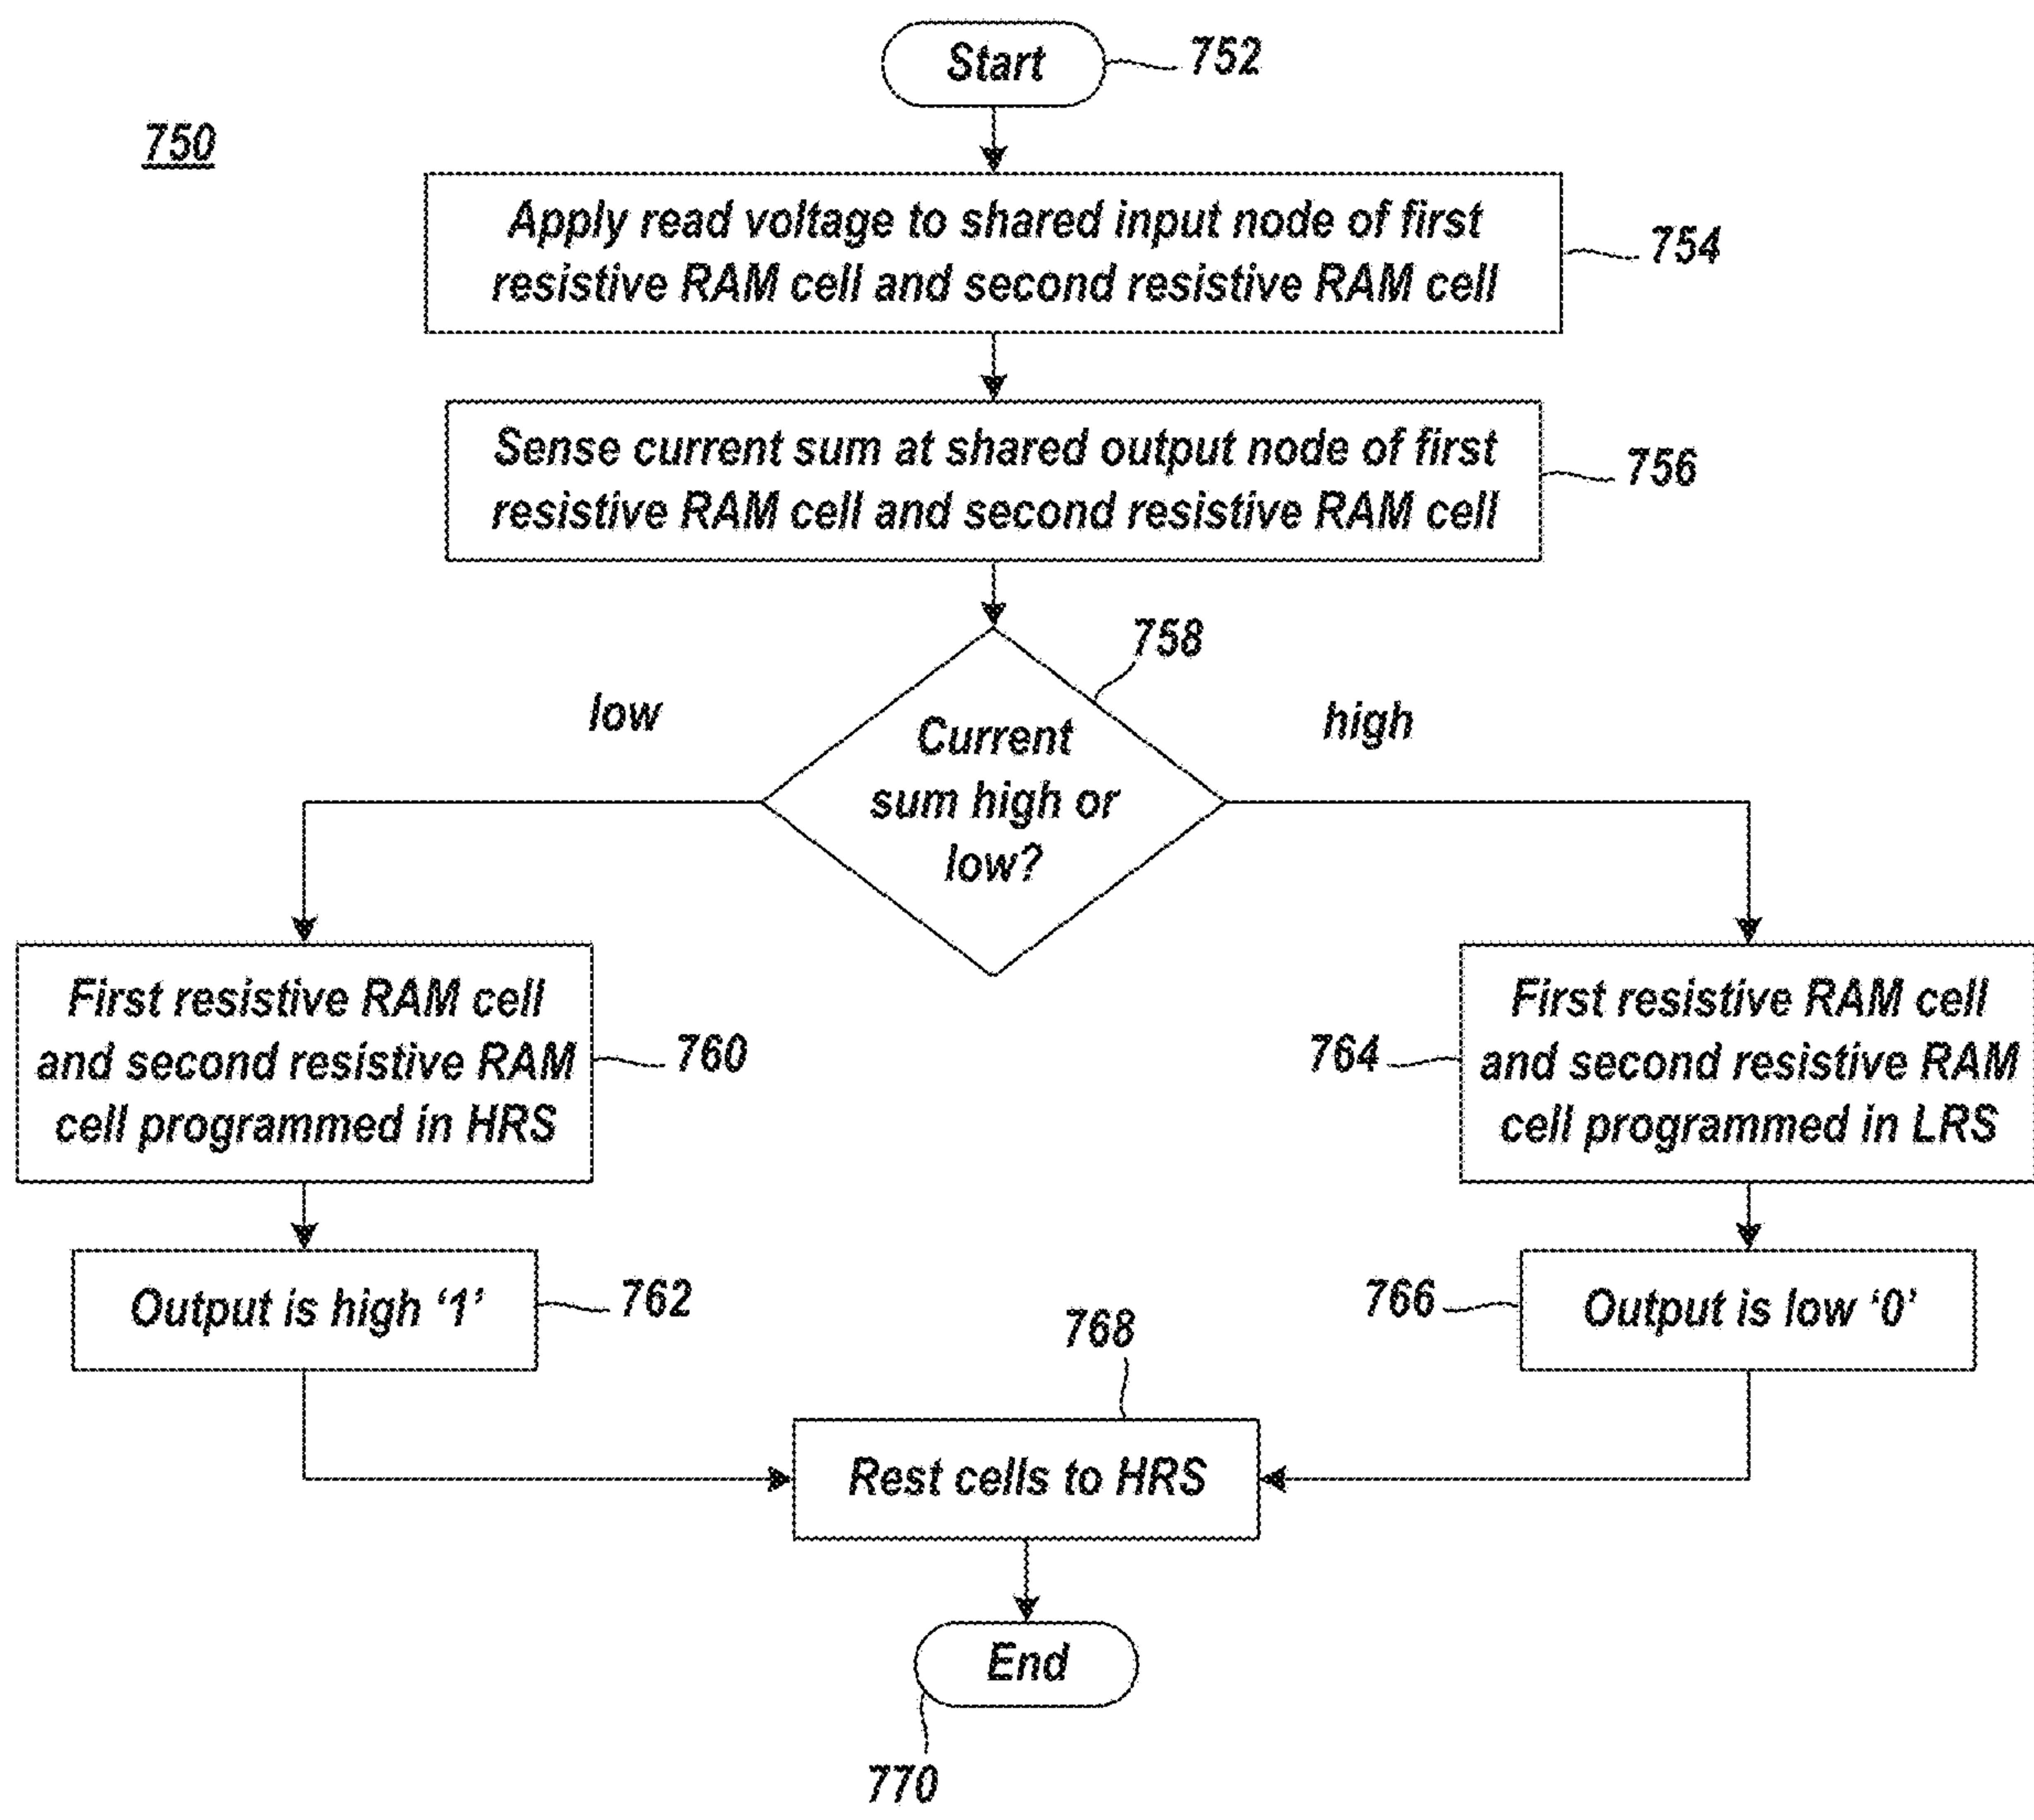 Start
752
750
Apply read voltage to shared input node of first
resistive RAM cell and second resistive RAM cell
754
Sense current sum at shared output node of first
resistive RAM cell and second resistive RAM cell
756
758
low
high
Current
sum high or
low?
First resistive RAM cell
and second resistive RAM
cell programmed in HRS
760
764
First resistive RAM cell
and second resistive RAM
cell programmed in LRS
Output is high ‘1’
762
766
Output is low ‘0’
768
Rest cells to HRS
End
770